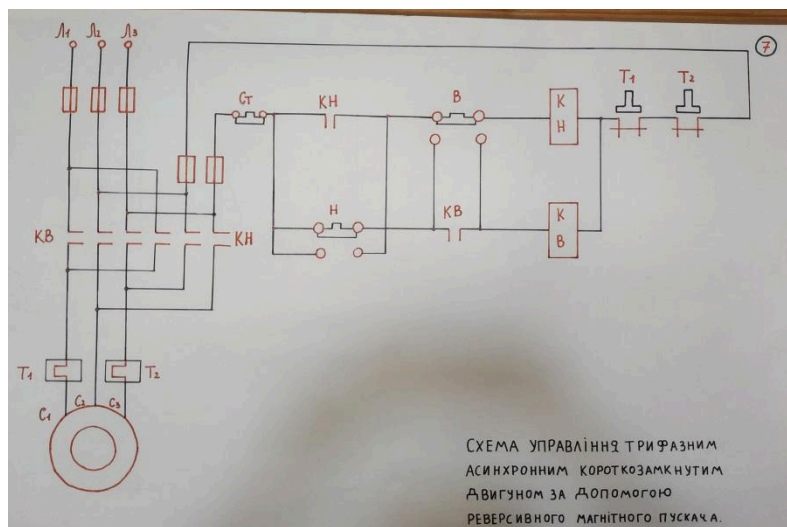 Л1 Л2 Л3
7
Т1 Т2
Ст КН В К Н
Н КВ К В
КВ КН
Т1 Т2
С1 С2 С3
СХЕМА УПРАВЛІННЯ ТРИФАЗНИМ
АСИНХРОННИМ КОРОТКОЗАМКНУТИМ
ДВИГУНОМ ЗА ДОПОМОГОЮ
РЕВЕРСИВНОГО МАГНІТНОГО ПУСКАЧА.